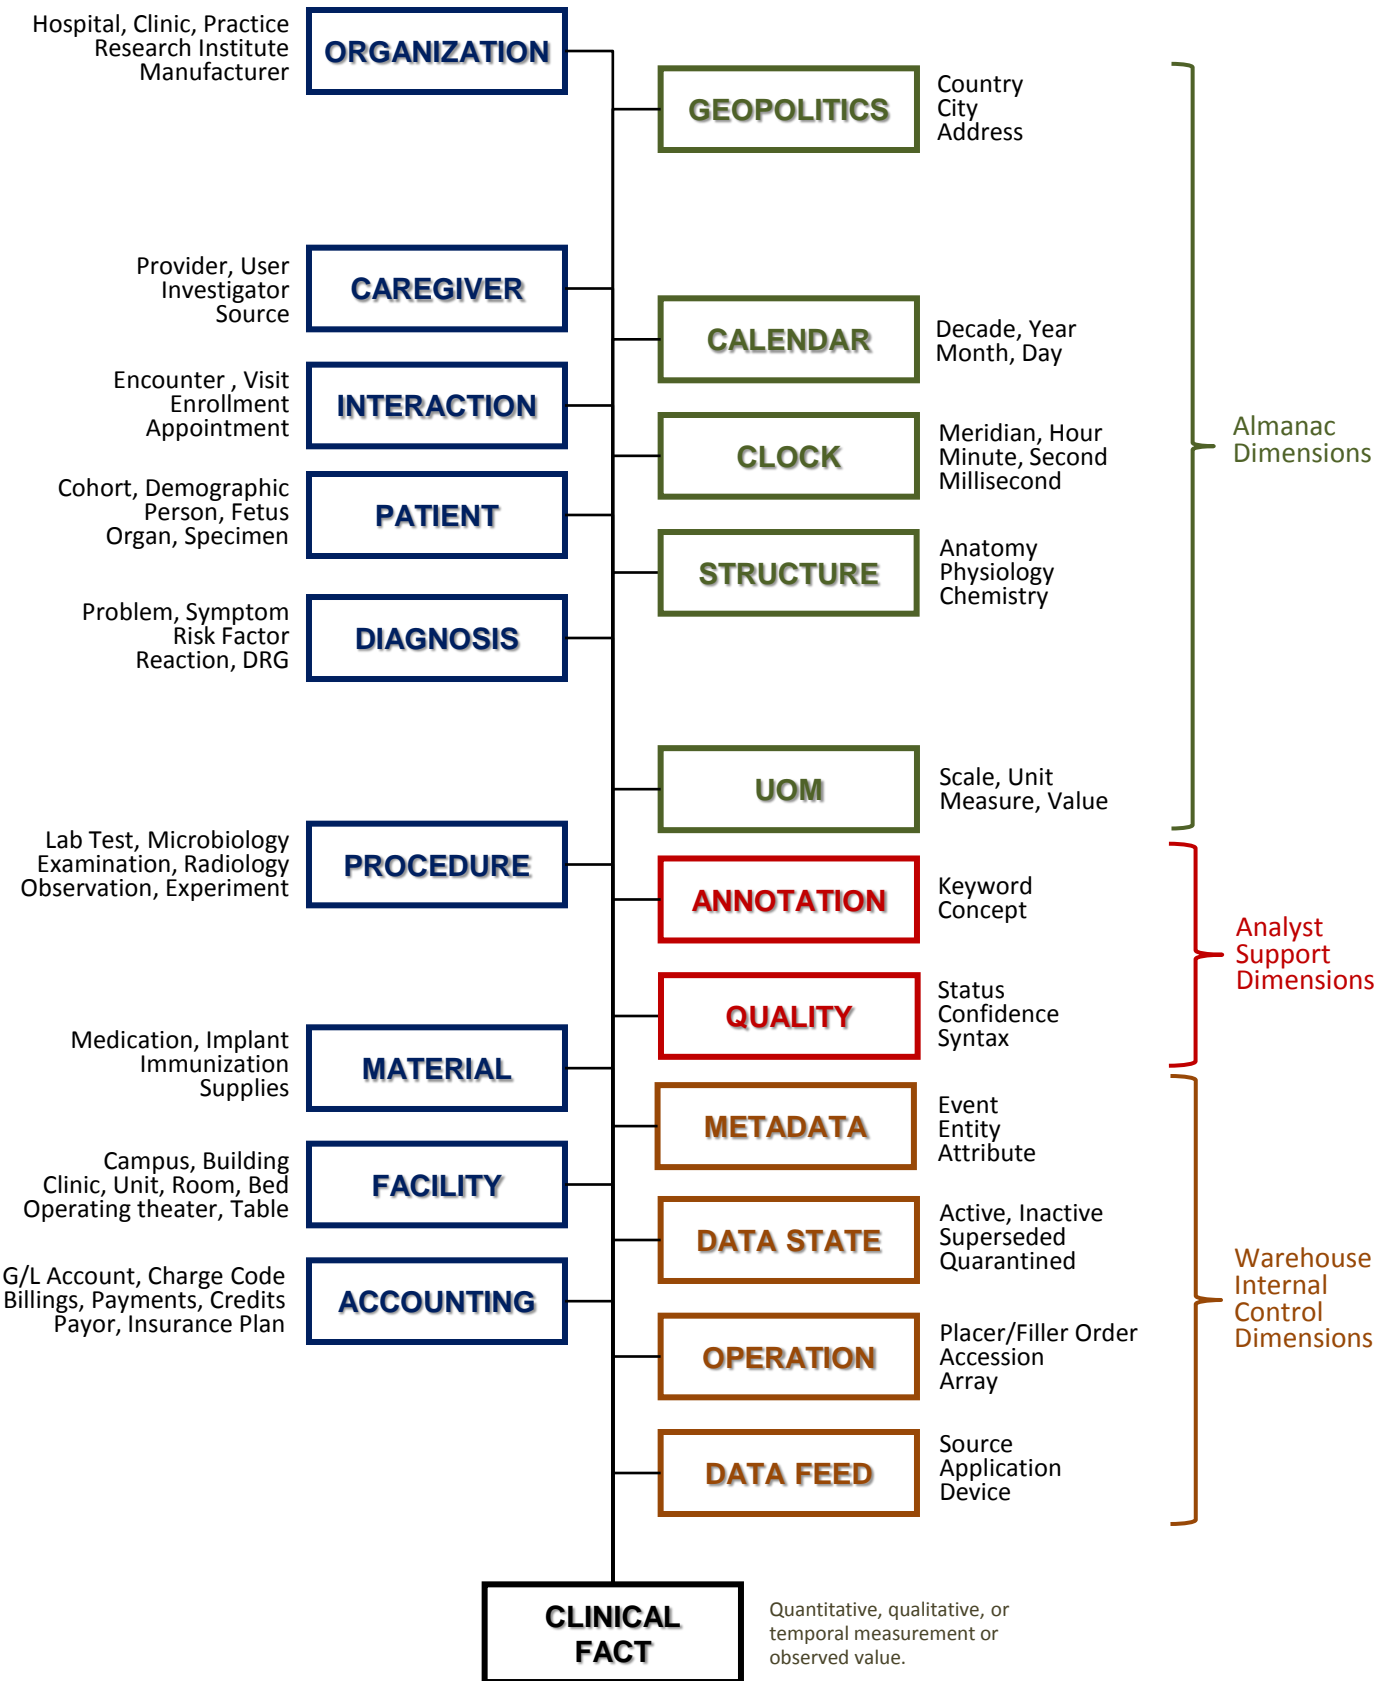 Hospital, Clinic, Practice
Research Institute
Manufacturer
ORGANIZATION
GEOPOLITICS
Country
City
Address
Provider, User
Investigator
Source
CAREGIVER
CALENDAR
Decade, Year
Month, Day
Encounter , Visit
Enrollment
Appointment
INTERACTION
CLOCK
Meridian, Hour
Minute, Second
Millisecond
Almanac
Dimensions
Cohort, Demographic
Person, Fetus
Organ, Specimen
PATIENT
STRUCTURE
Anatomy
Physiology
Chemistry
Problem, Symptom
Risk Factor
Reaction, DRG
DIAGNOSIS
UOM
Scale, Unit
Measure, Value
Lab Test, Microbiology
Examination, Radiology
Observation, Experiment
PROCEDURE
ANNOTATION
Keyword
Concept
Analyst
Support
Dimensions
QUALITY
Status
Confidence
Syntax
Medication, Implant
Immunization
Supplies
MATERIAL
METADATA
Event
Entity
Attribute
Campus, Building
Clinic, Unit, Room, Bed
Operating theater, Table
FACILITY
DATA STATE
Active, Inactive
Superseded
Quarantined
Warehouse
Internal
Control
Dimensions
G/L Account, Charge Code
Billings, Payments, Credits
Payor, Insurance Plan
ACCOUNTING
OPERATION
Placer/Filler Order
Accession
Array
DATA FEED
Source
Application
Device
CLINICAL
FACT
Quantitative, qualitative, or
temporal measurement or
observed value.